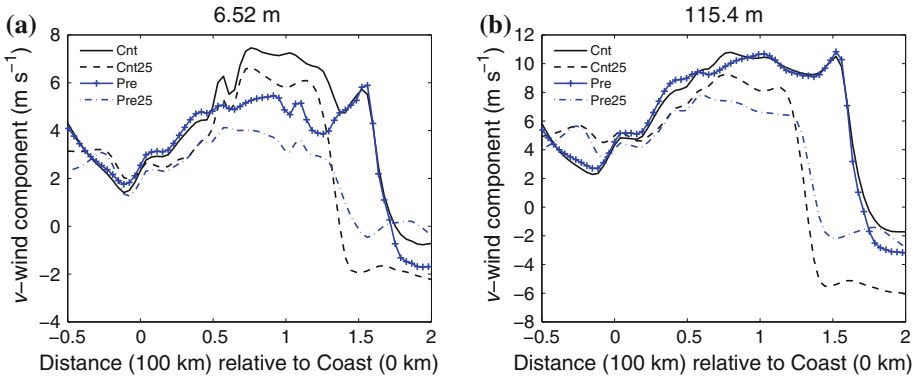 (a)
6.52 m
v–wind component (m s⁻¹)
8
6
4
2
0
−2
−4
Cnt
Cnt25
Pre
Pre25
−0.5
0
0.5
1
1.5
2
Distance (100 km) relative to Coast (0 km)
(b)
115.4 m
v–wind component (m s⁻¹)
12
10
8
6
4
2
0
−2
−4
−6
−8
Cnt
Cnt25
Pre
Pre25
−0.5
0
0.5
1
1.5
2
Distance (100 km) relative to Coast (0 km)